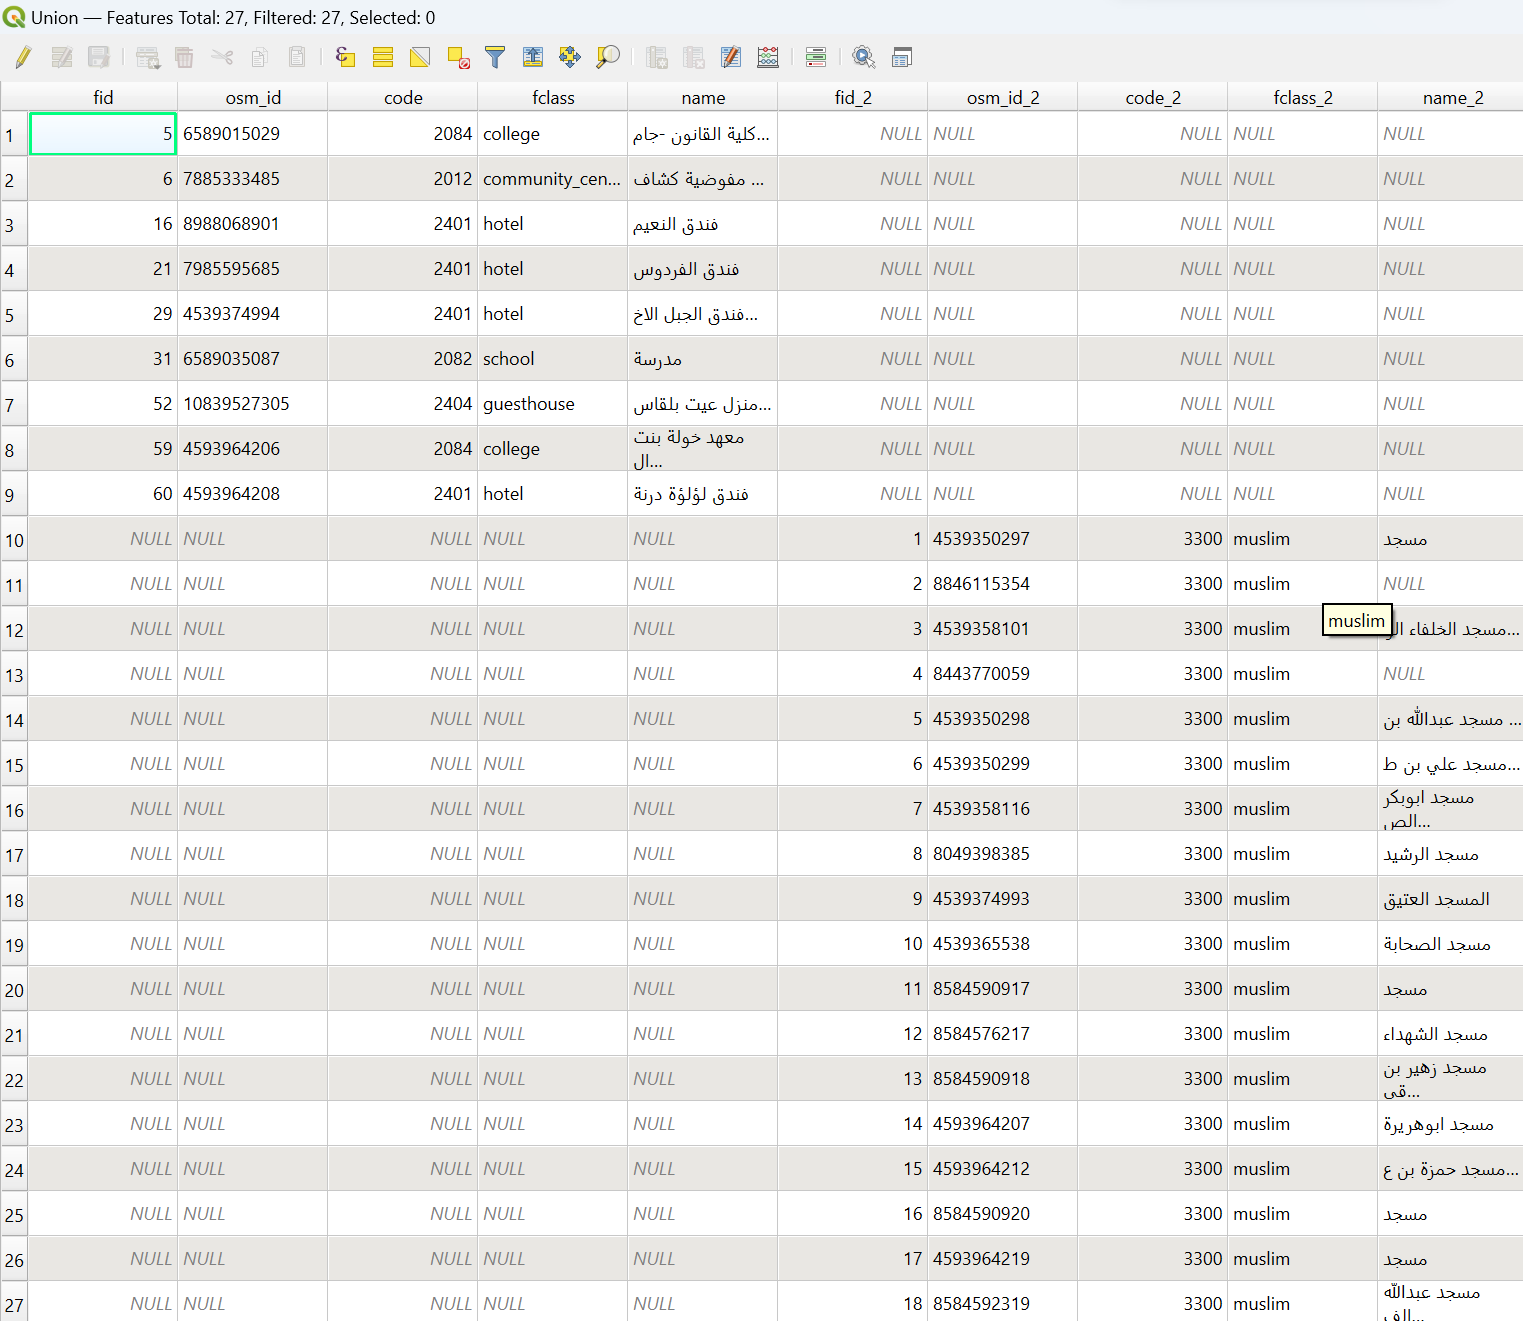 Union — Features Total: 27, Filtered: 27, Selected: 0
fid osm_id code fclass name fid_2 osm_id_2 code_2 fclass_2 name_2
1 5 6589015029 2084 college كلية القانون -جام... NULL NULL NULL NULL NULL
2 6 7885333485 2012 community_cen... مفوضية كشاف ... NULL NULL NULL NULL NULL
3 16 8988068901 2401 hotel فندق النعيم NULL NULL NULL NULL NULL
4 21 7985595685 2401 hotel فندق الفردوس NULL NULL NULL NULL NULL
5 29 4539374994 2401 hotel فندق الجبل الاخ... NULL NULL NULL NULL NULL
6 31 6589035087 2082 school مدرسة NULL NULL NULL NULL NULL
7 52 10839527305 2404 guesthouse منزل عيت بلقاس... NULL NULL NULL NULL NULL
8 59 4593964206 2084 college معهد خولة بنت ال... NULL NULL NULL NULL NULL
9 60 4593964208 2401 hotel فندق لؤلؤة درنة NULL NULL NULL NULL NULL
10 NULL NULL NULL NULL NULL 1 4539350297 3300 muslim مسجد
11 NULL NULL NULL NULL NULL 2 8846115354 3300 muslim NULL
muslim
12 NULL NULL NULL NULL NULL 3 4539358101 3300 muslim مسجد الخلفاء ...
13 NULL NULL NULL NULL NULL 4 8443770059 3300 muslim NULL
14 NULL NULL NULL NULL NULL 5 4539350298 3300 muslim مسجد عبدالله بن ...
15 NULL NULL NULL NULL NULL 6 4539350299 3300 muslim مسجد علي بن ط...
16 NULL NULL NULL NULL NULL 7 4539358116 3300 muslim مسجد ابوبكر الص...
17 NULL NULL NULL NULL NULL 8 8049398385 3300 muslim مسجد الرشيد
18 NULL NULL NULL NULL NULL 9 4539374993 3300 muslim المسجد العتيق
19 NULL NULL NULL NULL NULL 10 4539365538 3300 muslim مسجد الصحابة
20 NULL NULL NULL NULL NULL 11 8584590917 3300 muslim مسجد
21 NULL NULL NULL NULL NULL 12 8584576217 3300 muslim مسجد الشهداء
22 NULL NULL NULL NULL NULL 13 8584590918 3300 muslim مسجد زهير بن قي...
23 NULL NULL NULL NULL NULL 14 4593964207 3300 muslim مسجد ابوهريرة
24 NULL NULL NULL NULL NULL 15 4593964212 3300 muslim مسجد حمزة بن ع...
25 NULL NULL NULL NULL NULL 16 8584590920 3300 muslim مسجد
26 NULL NULL NULL NULL NULL 17 4593964219 3300 muslim مسجد
27 NULL NULL NULL NULL NULL 18 8584592319 3300 muslim مسجد عبدالله الف...